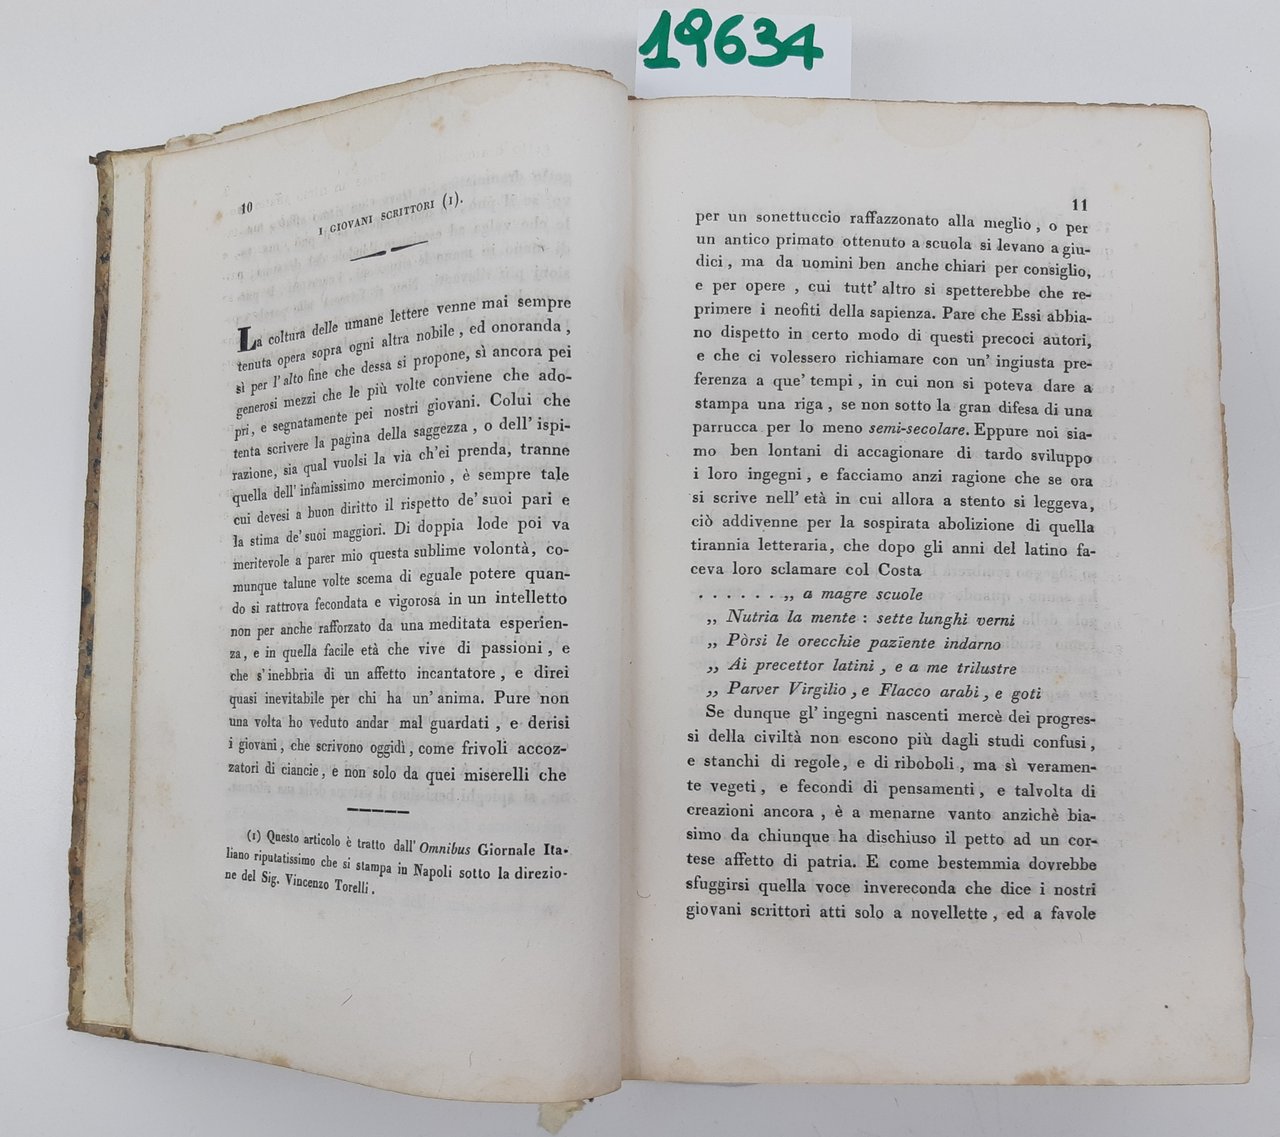 19634
10
I GIOVANI SCRITTORI (1).
La coltura delle umane lettere venne mai sempre
tenuta opera sopra ogni altra nobile, ed onoranda,
sì per l'alto fine che dessa si propone, sì ancora pei
generosi mezzi che le più volte conviene che ado-
pri, e segnatamente pei nostri giovani. Colui che
tenta scrivere la pagina della saggezza, o dell'ispi-
razione, sia qual vuolsi la via ch'ei prenda, tranne
quella dell'infamissimo mercimonio, è sempre tale
cui devesi a buon diritto il rispetto de'suoi pari e
la stima de'suoi maggiori. Di doppia lode poi va
meritevole a parer mio questa sublime volontà, co-
munque talune volte scema di eguale potere quan-
do si rattrova fecondata e vigorosa in un intelletto
non per anche rafforzato da una meditata esperien-
za, e in quella facile età che vive di passioni, e
che s'inebbria di un affetto incantatore, e direi
quasi inevitabile per chi ha un'anima. Pure non
una volta ho veduto andar mal guardati, e derisi
i giovani, che scrivono oggidì, come frivoli accoz-
zatori di ciancie, e non solo da quei miserelli che
(1) Questo articolo è tratto dall'Omnibus Giornale Ita-
liano riputatissimo che si stampa in Napoli sotto la direzio-
ne del Sig. Vincenzo Torelli.
11
per un sonettuccio raffazzonato alla meglio, o per
un antico primato ottenuto a scuola si levano a giu-
dici, ma da uomini ben anche chiari per consiglio,
e per opere, cui tutt'altro si spetterebbe che re-
primere i neofiti della sapienza. Pare che Essi abbia-
no dispetto in certo modo di questi precoci autori,
e che ci volessero richiamare con un'ingiusta pre-
ferenza a que'tempi, in cui non si poteva dare a
stampa una riga, se non sotto la gran difesa di una
parrucca per lo meno semi-secolare. Eppure noi sia-
mo ben lontani di accagionare di tardo sviluppo
i loro ingegni, e facciamo anzi ragione che se ora
si scrive nell'età in cui allora a stento si leggeva,
ciò addivenne per la sospirata abolizione di quella
tirannia letteraria, che dopo gli anni del latino fa-
ceva loro sclamare col Costa
. . . . . . . „ a magre scuole
„ Nutria la mente : sette lunghi verni
„ Pòrsi le orecchie pazïente indarno
„ Ai precettor latini, e a me trilustre
„ Parver Virgilio, e Flacco arabi, e goti
Se dunque gl'ingegni nascenti mercè dei progres-
si della civiltà non escono più dagli studi confusi,
e stanchi di regole, e di riboboli, ma sì veramen-
te vegeti, e fecondi di pensamenti, e talvolta di
creazioni ancora, è a menarne vanto anzichè bia-
simo da chiunque ha dischiuso il petto ad un cor-
tese affetto di patria. E come bestemmia dovrebbe
sfuggirsi quella voce invereconda che dice i nostri
giovani scrittori atti solo a novellette, ed a favole